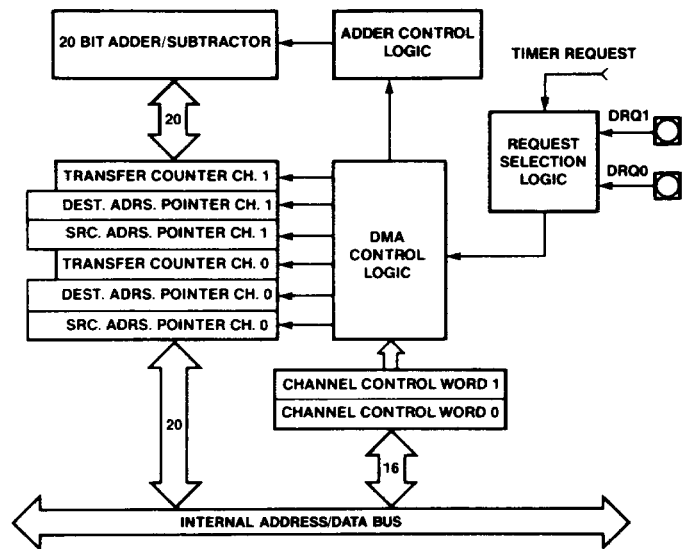 20 BIT ADDER/SUBTRACTOR
ADDER CONTROL
LOGIC
TIMER REQUEST
20
DRQ1
REQUEST
SELECTION
LOGIC
DRQ0
TRANSFER COUNTER CH. 1
DEST. ADRS. POINTER CH. 1
SRC. ADRS. POINTER CH. 1
TRANSFER COUNTER CH. 0
DEST. ADRS. POINTER CH. 0
SRC. ADRS. POINTER CH. 0
DMA
CONTROL
LOGIC
CHANNEL CONTROL WORD 1
CHANNEL CONTROL WORD 0
20
16
INTERNAL ADDRESS/DATA BUS